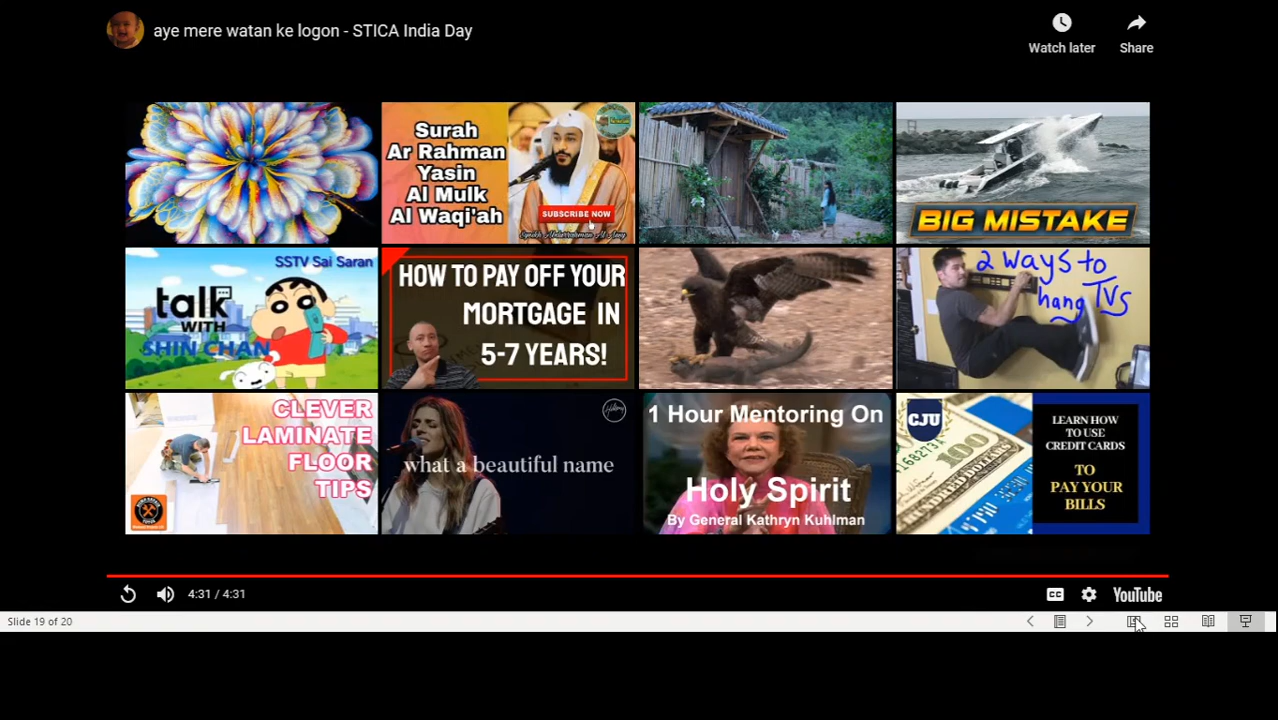 aye mere watan ke logon - STICA India Day
Watch later
Share
Surah
Ar Rahman
Yasin
Al Mulk
Al Waqi'ah
SUBSCRIBE NOW
BIG MISTAKE
SSTV Sai Saran
talk
WITH
SHIN CHAN
HOW TO PAY OFF YOUR
MORTGAGE IN
5-7 YEARS!
2 ways to
hang TVs
CLEVER
LAMINATE
FLOOR
TIPS
what a beautiful name
1 Hour Mentoring On
Holy Spirit
By General Kathryn Kuhlman
CJU
100
LEARN HOW
TO USE
CREDIT CARDS
TO
PAY YOUR
BILLS
4:31 / 4:31
CC
YouTube
Slide 19 of 20